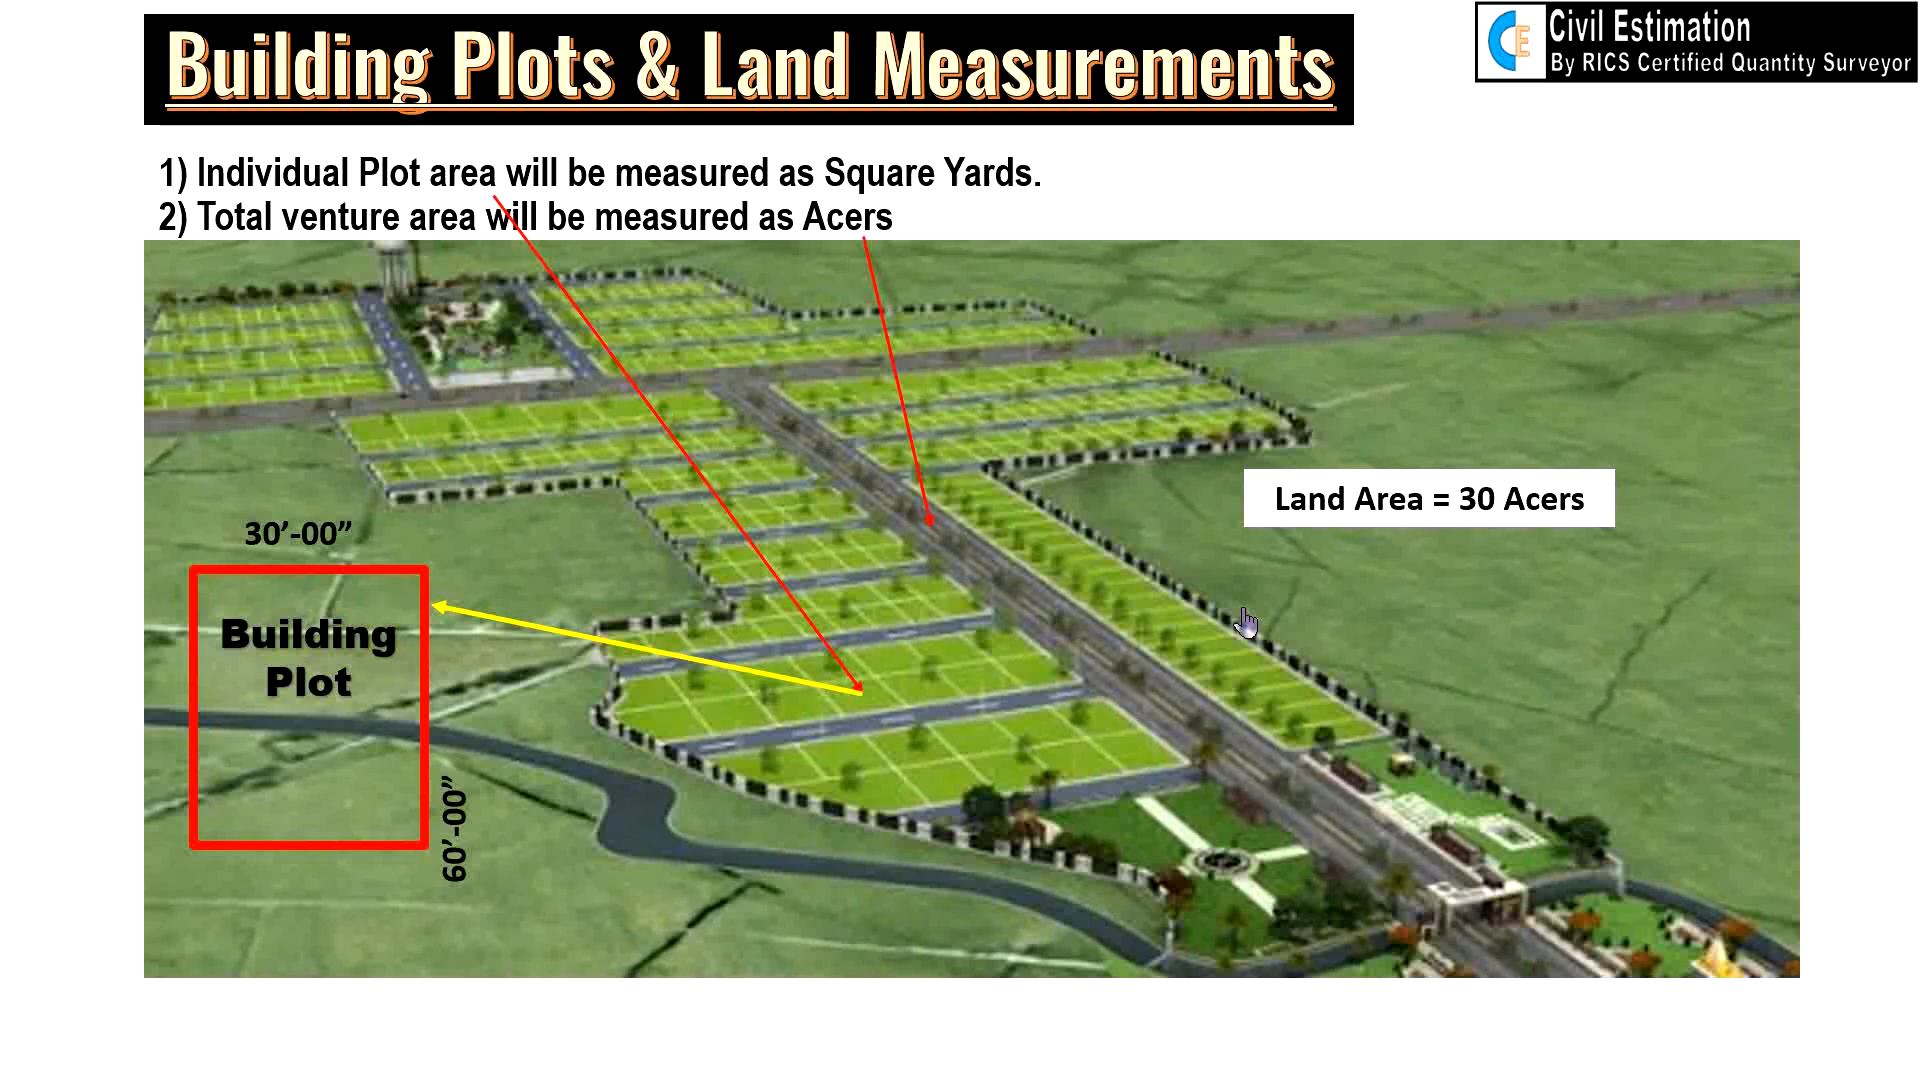 Building Plots & Land Measurements
CE
Civil Estimation
By RICS Certified Quantity Surveyor
1) Individual Plot area will be measured as Square Yards.
2) Total venture area will be measured as Acers
Land Area = 30 Acers
30’-00”
Building
Plot
60’-00”